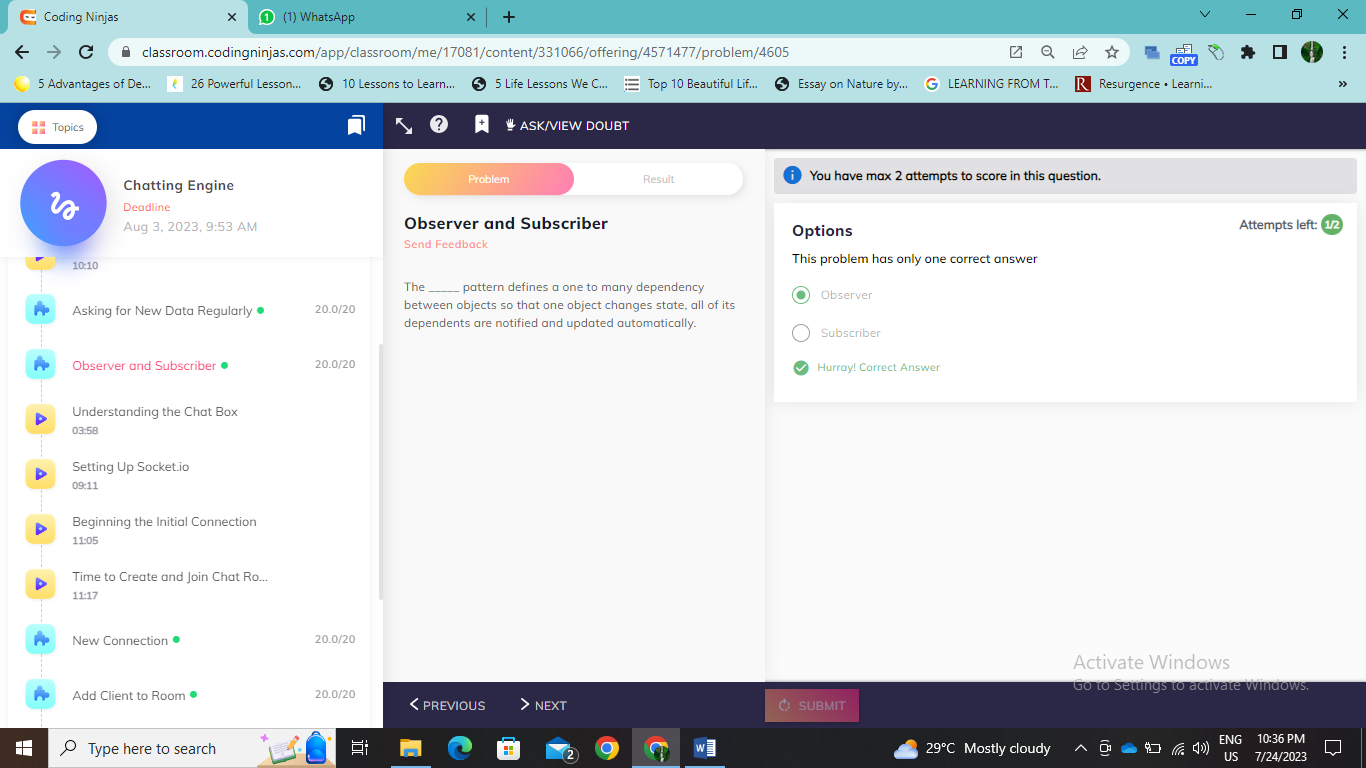 Coding Ninjas
(1) WhatsApp
classroom.codingninjas.com/app/classroom/me/17081/content/331066/offering/4571477/problem/4605
COPY
5 Advantages of De...
26 Powerful Lesson...
10 Lessons to Learn...
5 Life Lessons We C...
Top 10 Beautiful Lif...
Essay on Nature by...
LEARNING FROM T...
Resurgence • Learni...
»
Topics
ASK/VIEW DOUBT
Chatting Engine
Deadline
Aug 3, 2023, 9:53 AM
10:10
Asking for New Data Regularly
20.0/20
Observer and Subscriber
20.0/20
Understanding the Chat Box
03:58
Setting Up Socket.io
09:11
Beginning the Initial Connection
11:05
Time to Create and Join Chat Ro...
11:17
New Connection
20.0/20
Add Client to Room
20.0/20
Problem
Result
Observer and Subscriber
Send Feedback
The _____ pattern defines a one to many dependency
between objects so that one object changes state, all of its
dependents are notified and updated automatically.
You have max 2 attempts to score in this question.
Options
Attempts left: 1/2
This problem has only one correct answer
Observer
Subscriber
Hurray! Correct Answer
Activate Windows
Go to Settings to activate Windows.
PREVIOUS
NEXT
SUBMIT
Type here to search
2
29°C Mostly cloudy
ENG
US
10:36 PM
7/24/2023